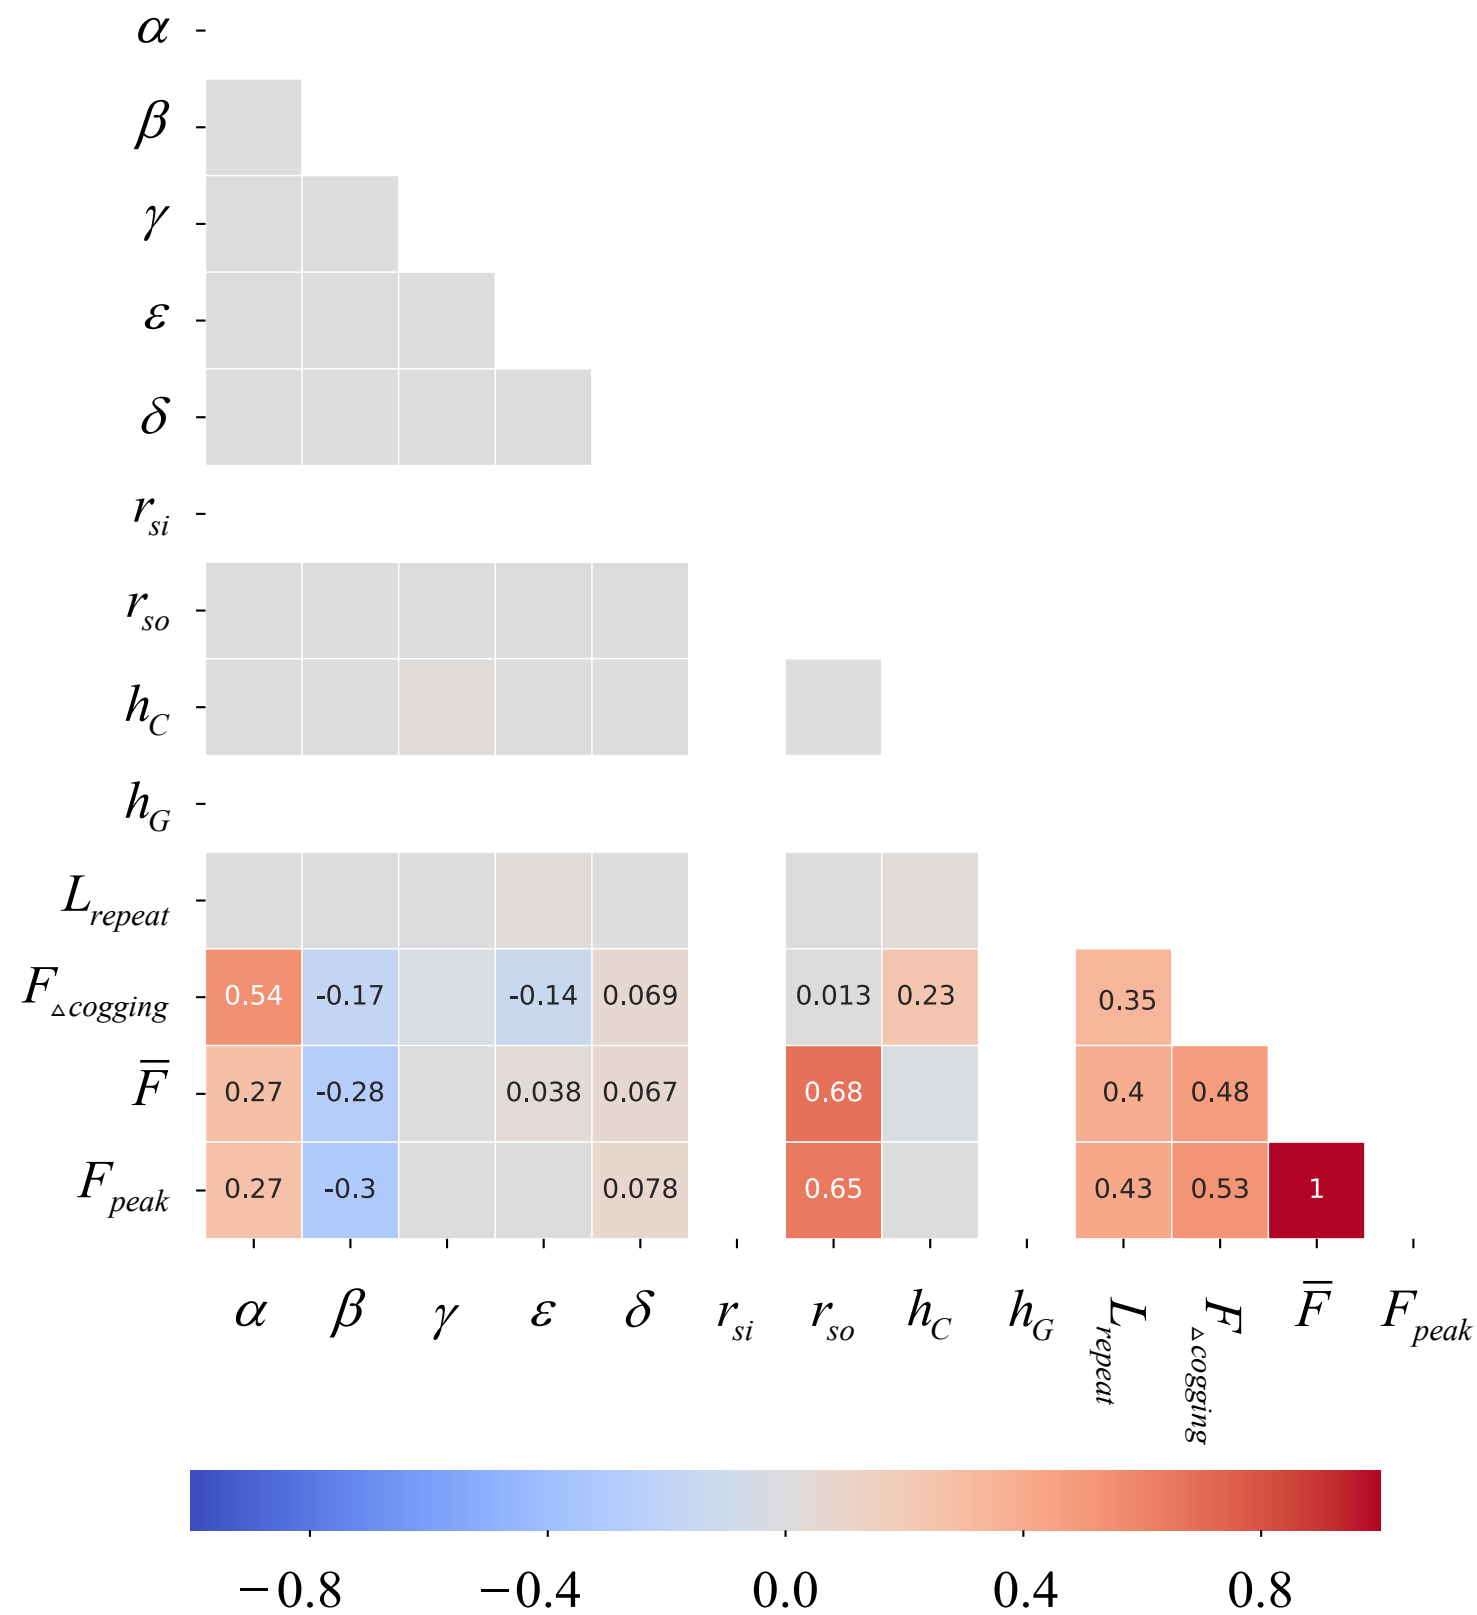 α
β
γ
ε
δ
r_si
r_so
h_C
h_G
L_repeat
F_△cogging 0.54 -0.17 -0.14 0.069 0.013 0.23 0.35
F̅ 0.27 -0.28 0.038 0.067 0.68 0.4 0.48
F_peak 0.27 -0.3 0.078 0.65 0.43 0.53 1
α β γ ε δ r_si r_so h_C h_G L_repeat F_△cogging F̅ F_peak
−0.8 −0.4 0.0 0.4 0.8